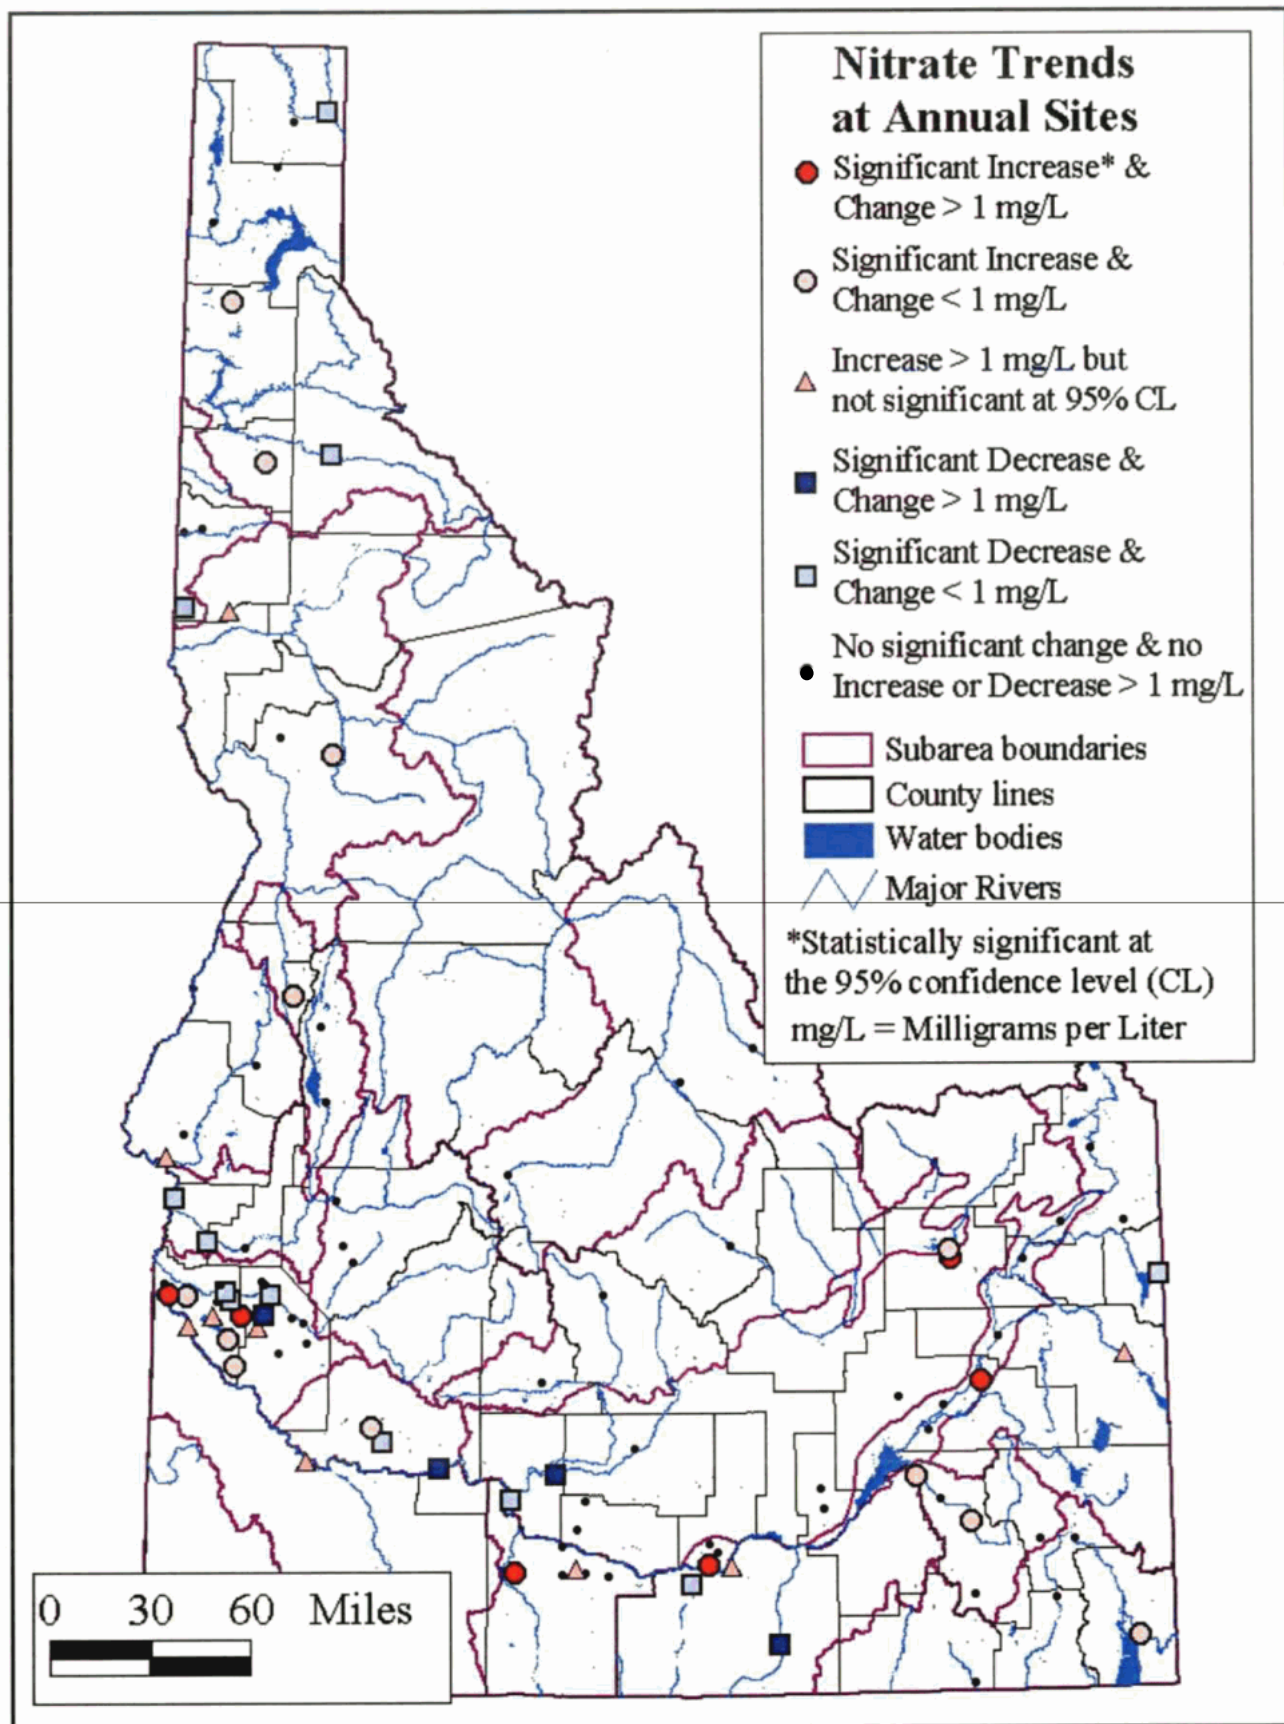 Nitrate Trends
at Annual Sites
Significant Increase* &
Change > 1 mg/L
Significant Increase &
Change < 1 mg/L
Increase > 1 mg/L but
not significant at 95% CL
Significant Decrease &
Change > 1 mg/L
Significant Decrease &
Change < 1 mg/L
No significant change & no
Increase or Decrease > 1 mg/L
Subarea boundaries
County lines
Water bodies
Major Rivers
*Statistically significant at
the 95% confidence level (CL)
mg/L = Milligrams per Liter
0 30 60 Miles